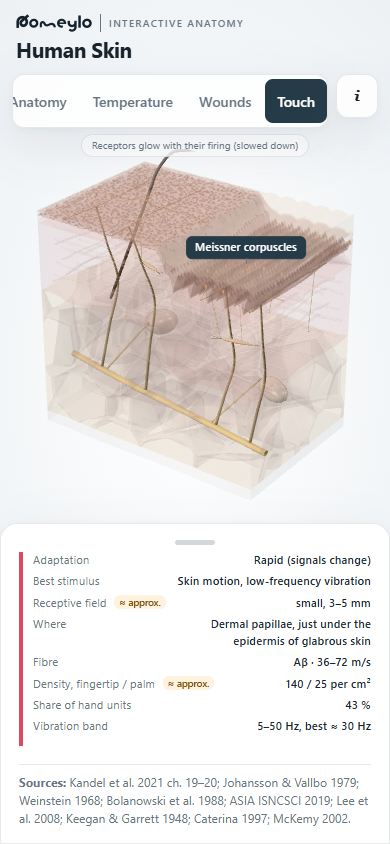 Domeylo | INTERACTIVE ANATOMY
Human Skin
Anatomy Temperature Wounds Touch i
Receptors glow with their firing (slowed down)
Meissner corpuscles
Adaptation Rapid (signals change)
Best stimulus Skin motion, low-frequency vibration
Receptive field ≈ approx. small, 3–5 mm
Where Dermal papillae, just under the
epidermis of glabrous skin
Fibre Aβ · 36–72 m/s
Density, fingertip / palm ≈ approx. 140 / 25 per cm²
Share of hand units 43 %
Vibration band 5–50 Hz, best ≈ 30 Hz
Sources: Kandel et al. 2021 ch. 19–20; Johansson & Vallbo 1979;
Weinstein 1968; Bolanowski et al. 1988; ASIA ISNCSCI 2019; Lee et
al. 2008; Keegan & Garrett 1948; Caterina 1997; McKemy 2002.